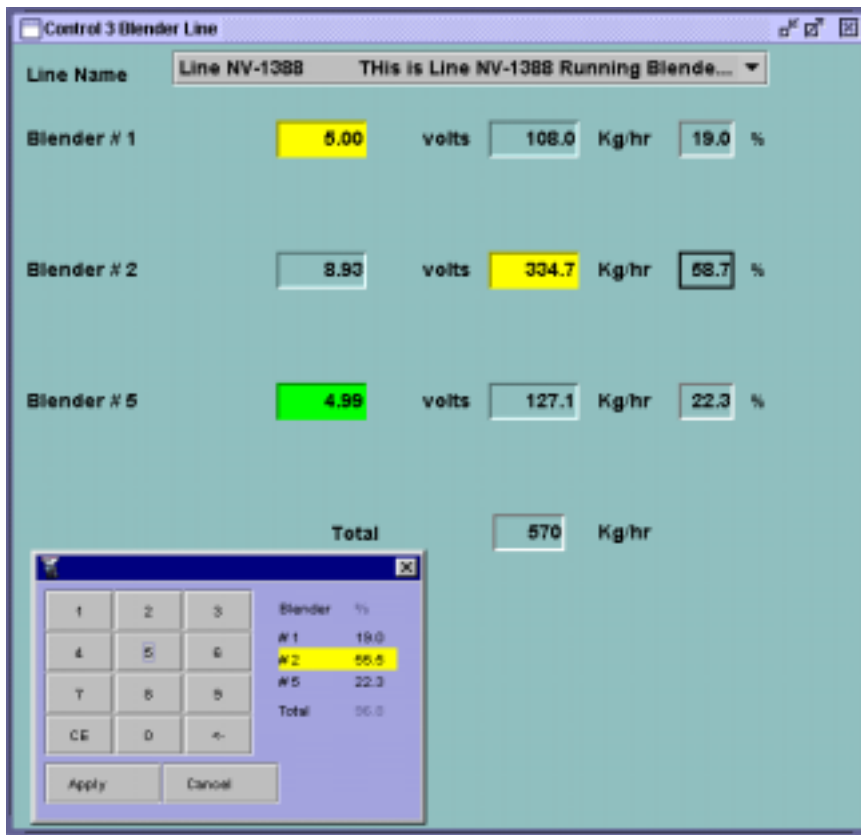 Control 3 Blender Line
Line Name Line NV-1388 THis is Line NV-1388 Running Blende...
Blender # 1 5.00 volts 108.0 Kg/hr 19.0 %
Blender # 2 8.93 volts 334.7 Kg/hr 58.7 %
Blender # 5 4.99 volts 127.1 Kg/hr 22.3 %
Total 570 Kg/hr
1 2 3
4 5 6
7 8 9
CE 0 <-
Apply Cancel
Blender %
# 1 19.0
# 2 55.5
# 5 22.3
Total 96.8